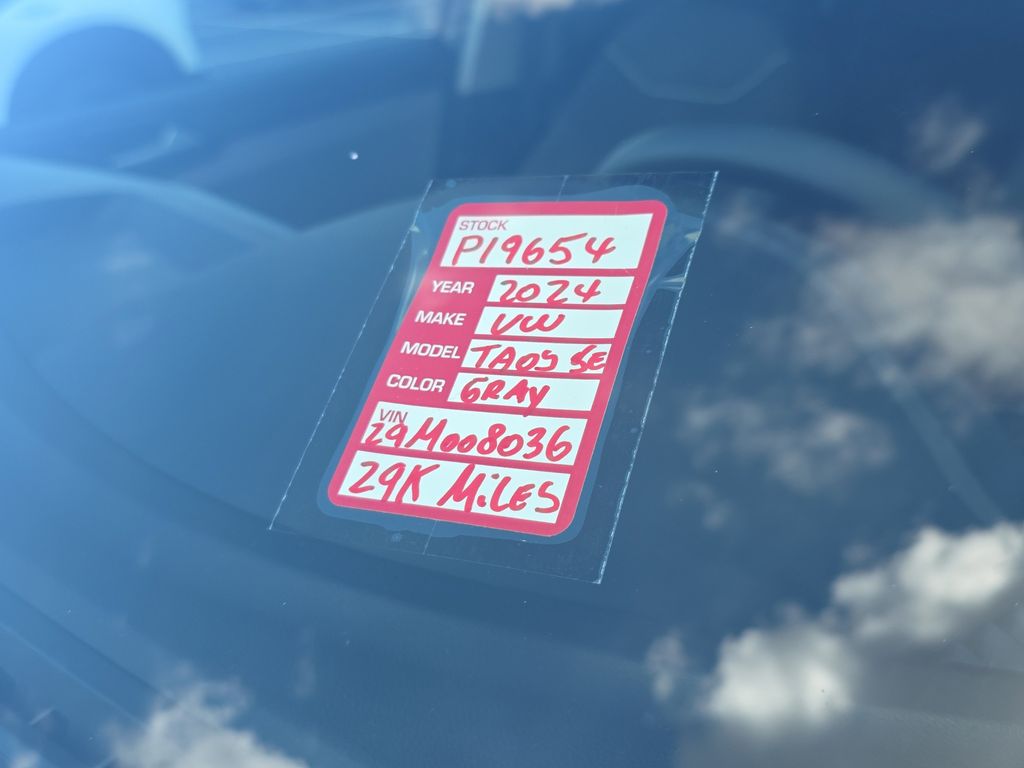 STOCK
P19654
YEAR 2024
MAKE VW
MODEL TAOS SE
COLOR GRAY
VIN
29M008036
29K MiLES